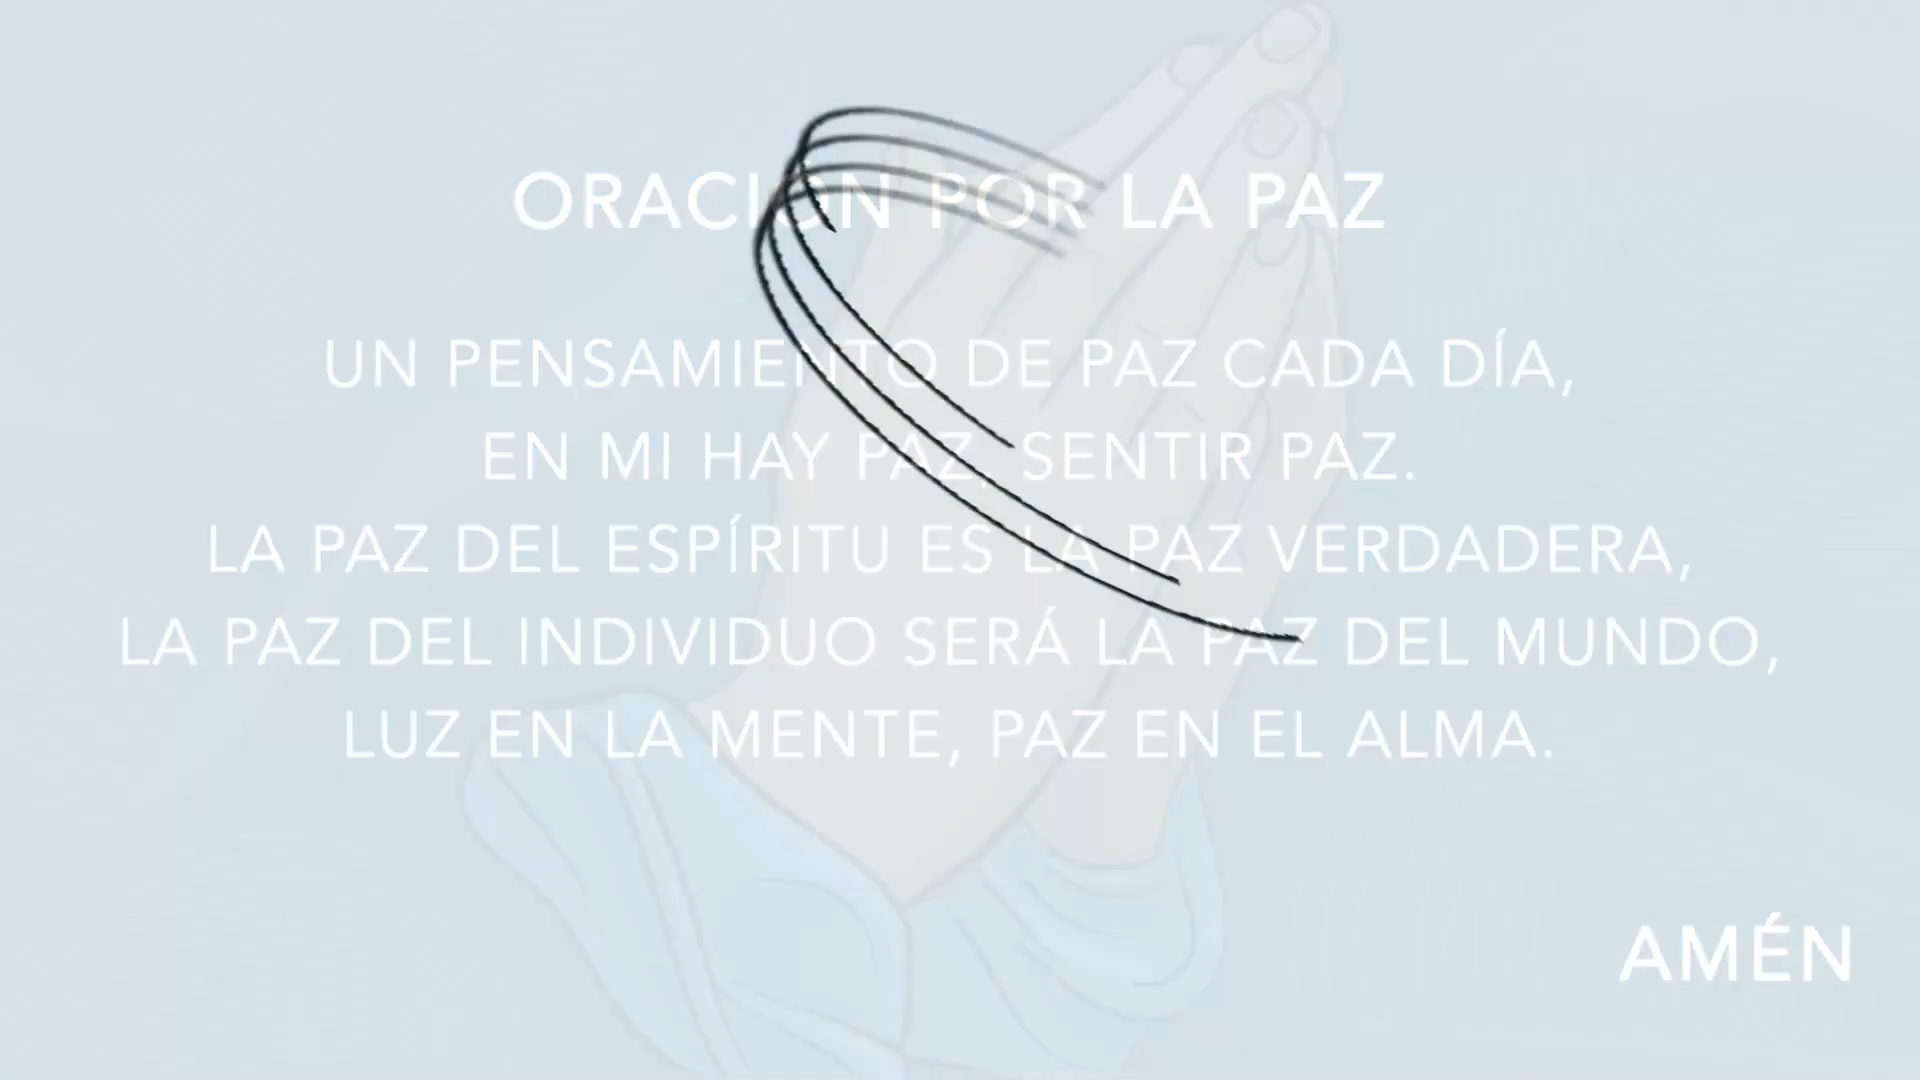 ORACIÓN POR LA PAZ
UN PENSAMIENTO DE PAZ CADA DÍA,
EN MI HAY PAZ, SENTIR PAZ.
LA PAZ DEL ESPÍRITU ES LA PAZ VERDADERA,
LA PAZ DEL INDIVIDUO SERÁ LA PAZ DEL MUNDO,
LUZ EN LA MENTE, PAZ EN EL ALMA.
AMÉN